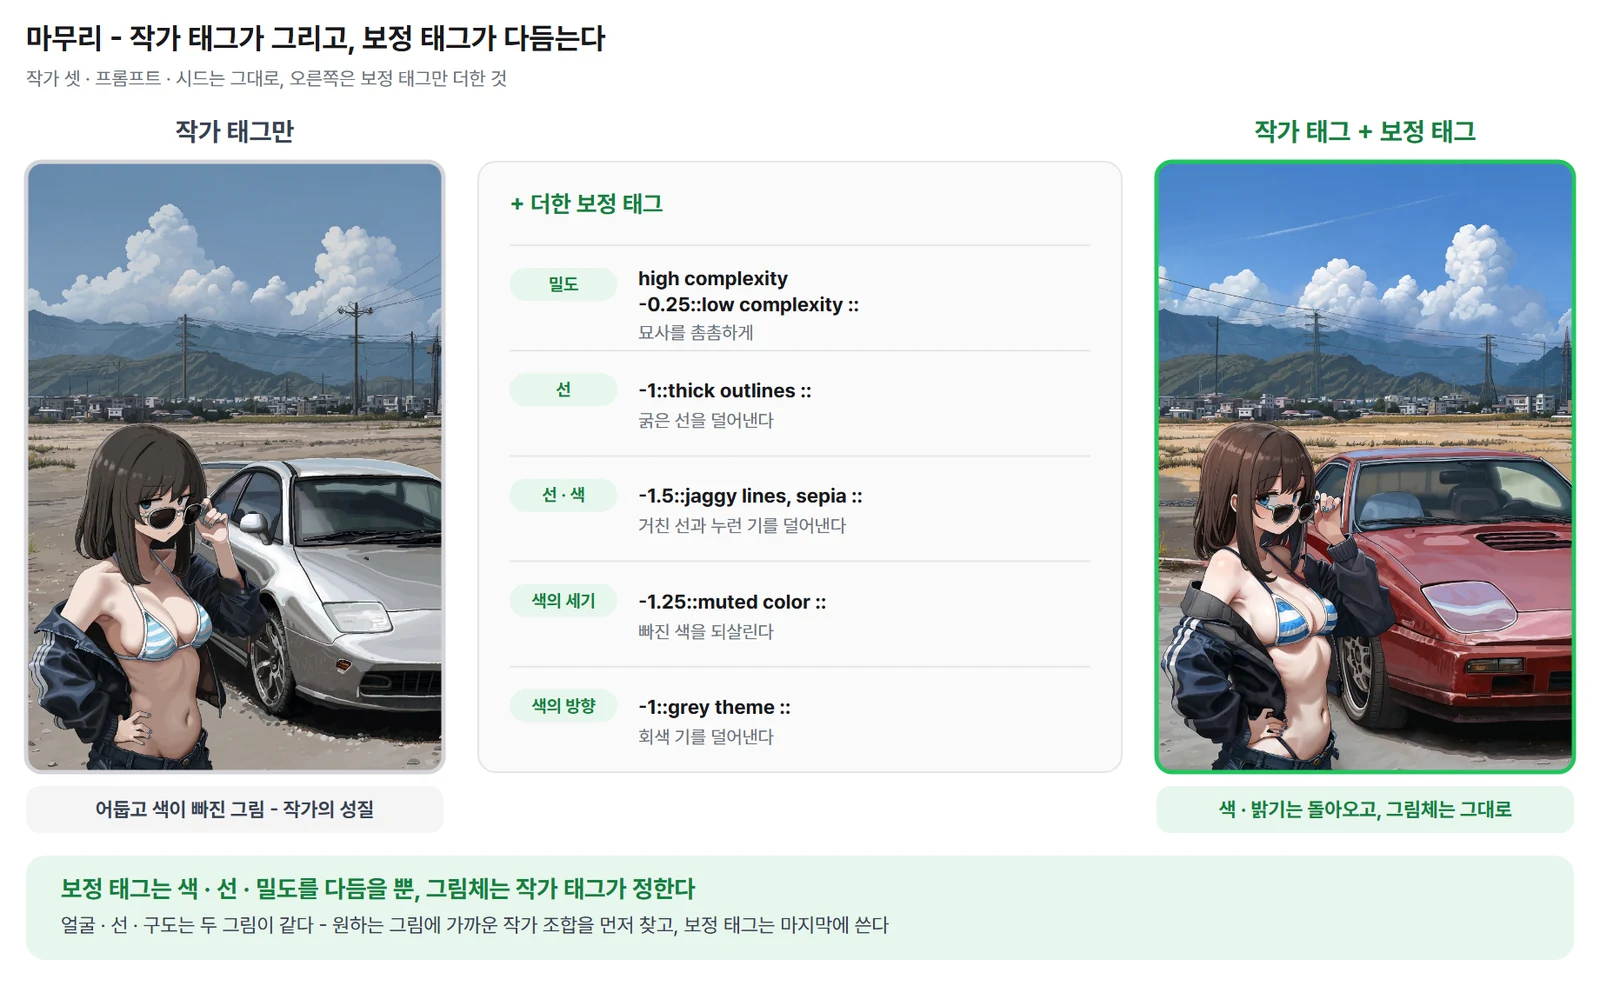 마무리 - 작가 태그가 그리고, 보정 태그가 다듬는다
작가 셋 · 프롬프트 · 시드는 그대로, 오른쪽은 보정 태그만 더한 것
작가 태그만
어둡고 색이 빠진 그림 - 작가의 성질
+ 더한 보정 태그
밀도
high complexity
-0.25::low complexity ::
묘사를 촘촘하게
선
-1::thick outlines ::
굵은 선을 덜어낸다
선 · 색
-1.5::jaggy lines, sepia ::
거친 선과 누런 기를 덜어낸다
색의 세기
-1.25::muted color ::
빠진 색을 되살린다
색의 방향
-1::grey theme ::
회색 기를 덜어낸다
작가 태그 + 보정 태그
색 · 밝기는 돌아오고, 그림체는 그대로
보정 태그는 색 · 선 · 밀도를 다듬을 뿐, 그림체는 작가 태그가 정한다
얼굴 · 선 · 구도는 두 그림이 같다 - 원하는 그림에 가까운 작가 조합을 먼저 찾고, 보정 태그는 마지막에 쓴다